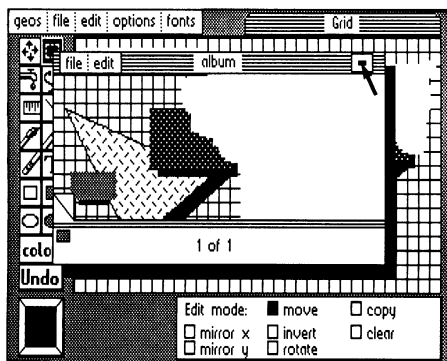 geos file edit options fonts Grid
file edit album
1 of 1
colo
Undo
Edit mode: move copy
mirror x invert clear
mirror y rotate